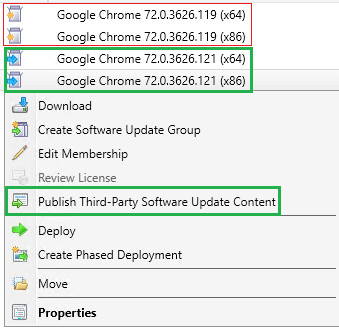 Google Chrome 72.0.3626.119 (x64)
Google Chrome 72.0.3626.119 (x86)
Google Chrome 72.0.3626.121 (x64)
Google Chrome 72.0.3626.121 (x86)
Download
Create Software Update Group
Edit Membership
Review License
Publish Third-Party Software Update Content
Deploy
Create Phased Deployment
Move
Properties